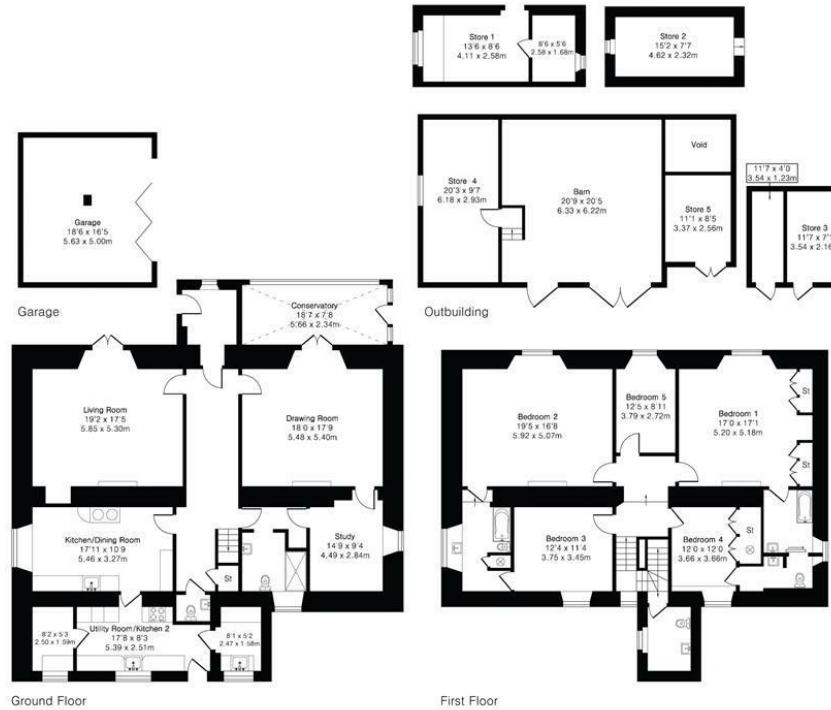 Store 1
13'6 x 8'6
4.11 x 2.58m
8'6 x 5'6
2.58 x 1.68m
Store 2
15'2 x 7'7
4.62 x 2.32m
Garage
18'6 x 16'5
5.63 x 5.00m
Garage
Store 4
20'3 x 9'7
6.18 x 2.93m
Barn
20'9 x 20'5
6.33 x 6.22m
Void
Store 5
11'1 x 8'5
3.37 x 2.56m
11'7 x 4'0
3.54 x 1.23m
Store 3
11'7 x 7'1
3.54 x 2.16
Outbuilding
Conservatory
18'7 x 7'8
5.66 x 2.34m
Living Room
19'2 x 17'5
5.85 x 5.30m
Drawing Room
18'0 x 17'9
5.48 x 5.40m
Kitchen/Dining Room
17'11 x 10'9
5.46 x 3.27m
Study
14'9 x 9'4
4.49 x 2.84m
St
8'2 x 5'3
2.50 x 1.59m
Utility Room/Kitchen 2
17'8 x 8'3
5.39 x 2.51m
8'1 x 5'2
2.47 x 1.58m
Ground Floor
Bedroom 2
19'5 x 16'8
5.92 x 5.07m
Bedroom 5
12'5 x 8'11
3.79 x 2.72m
Bedroom 1
17'0 x 17'1
5.20 x 5.18m
St
St
Bedroom 3
12'4 x 11'4
3.75 x 3.45m
Bedroom 4
12'0 x 12'0
3.66 x 3.66m
St
First Floor